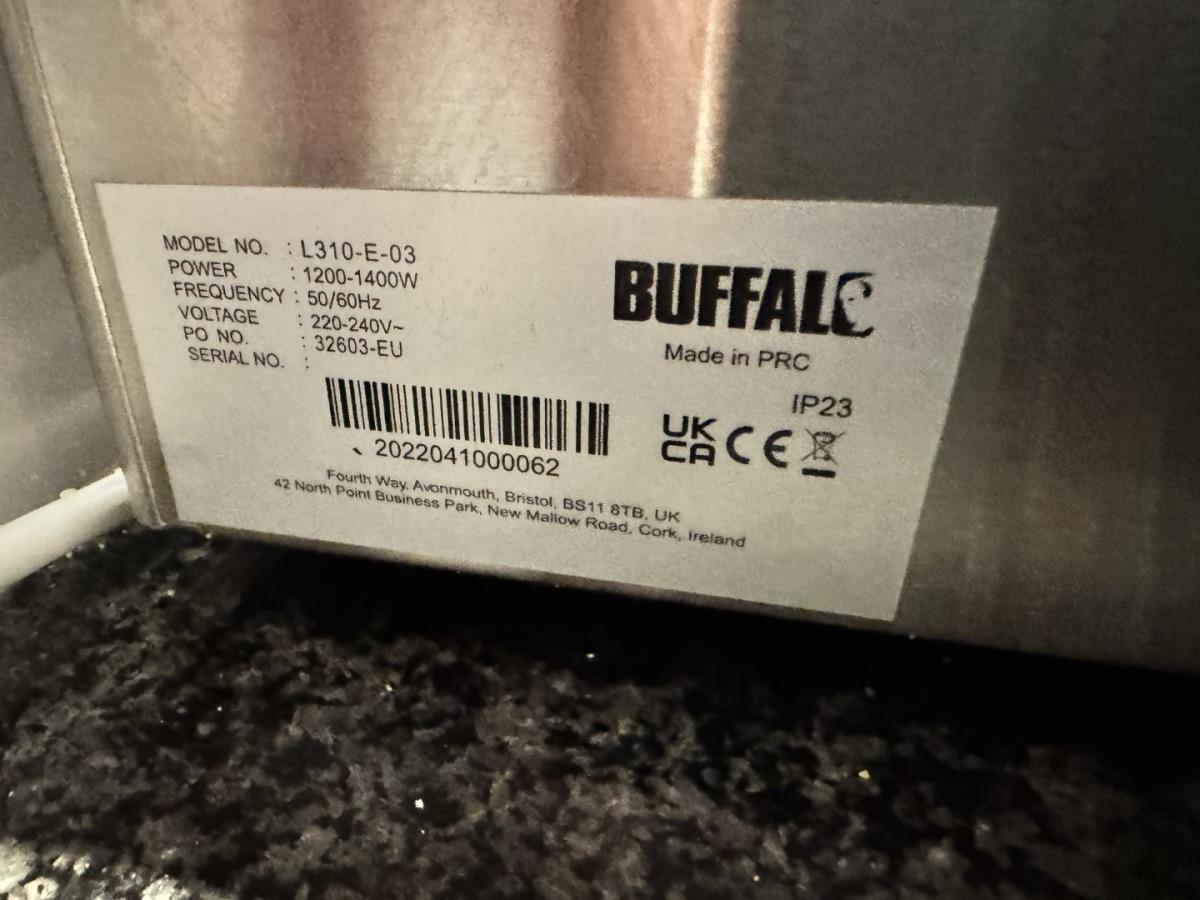 MODEL NO. : L310-E-03
POWER : 1200-1400W
FREQUENCY : 50/60Hz
VOLTAGE : 220-240V~
PO NO. : 32603-EU
SERIAL NO. :
2022041000062
BUFFALO
Made in PRC
IP23
UK
CA CE
Fourth Way, Avonmouth, Bristol, BS11 8TB, UK
42 North Point Business Park, New Mallow Road, Cork, Ireland